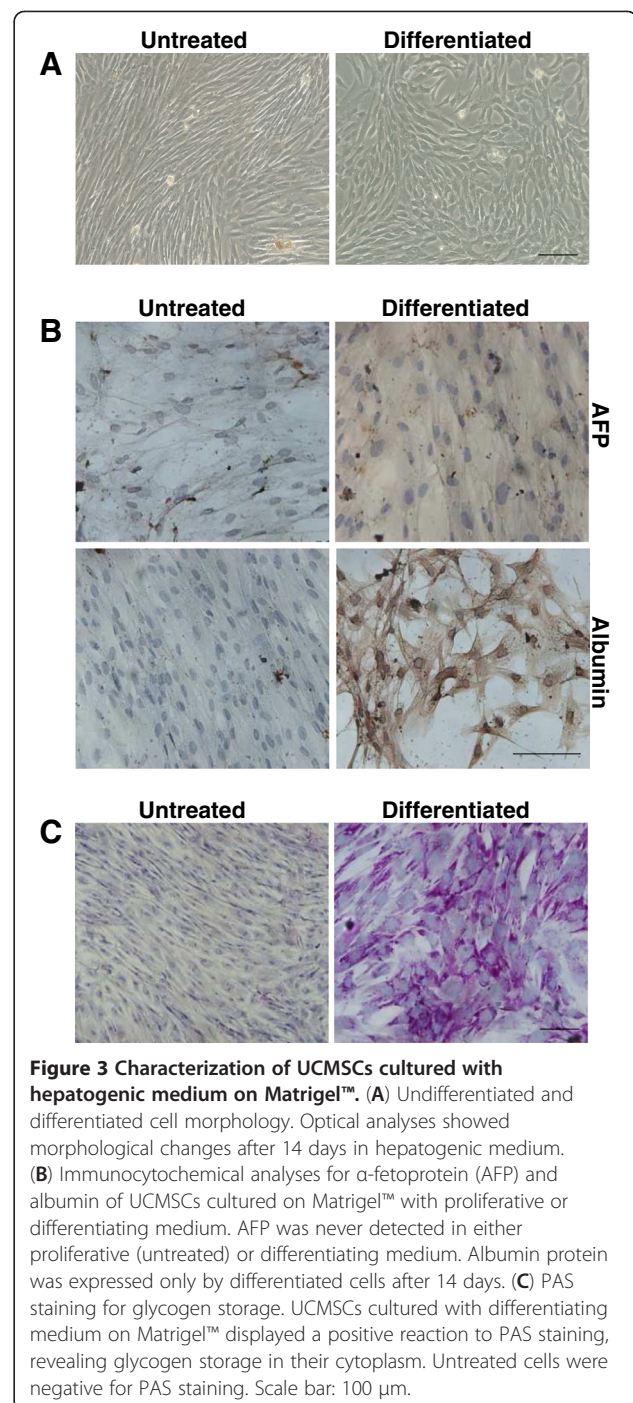 Untreated Differentiated
A
Untreated Differentiated
B
AFP
Albumin
Untreated Differentiated
C
Figure 3 Characterization of UCMSCs cultured with
hepatogenic medium on Matrigel™. (A) Undifferentiated and
differentiated cell morphology. Optical analyses showed
morphological changes after 14 days in hepatogenic medium.
(B) Immunocytochemical analyses for α-fetoprotein (AFP) and
albumin of UCMSCs cultured on Matrigel™ with proliferative or
differentiating medium. AFP was never detected in either
proliferative (untreated) or differentiating medium. Albumin protein
was expressed only by differentiated cells after 14 days. (C) PAS
staining for glycogen storage. UCMSCs cultured with differentiating
medium on Matrigel™ displayed a positive reaction to PAS staining,
revealing glycogen storage in their cytoplasm. Untreated cells were
negative for PAS staining. Scale bar: 100 μm.